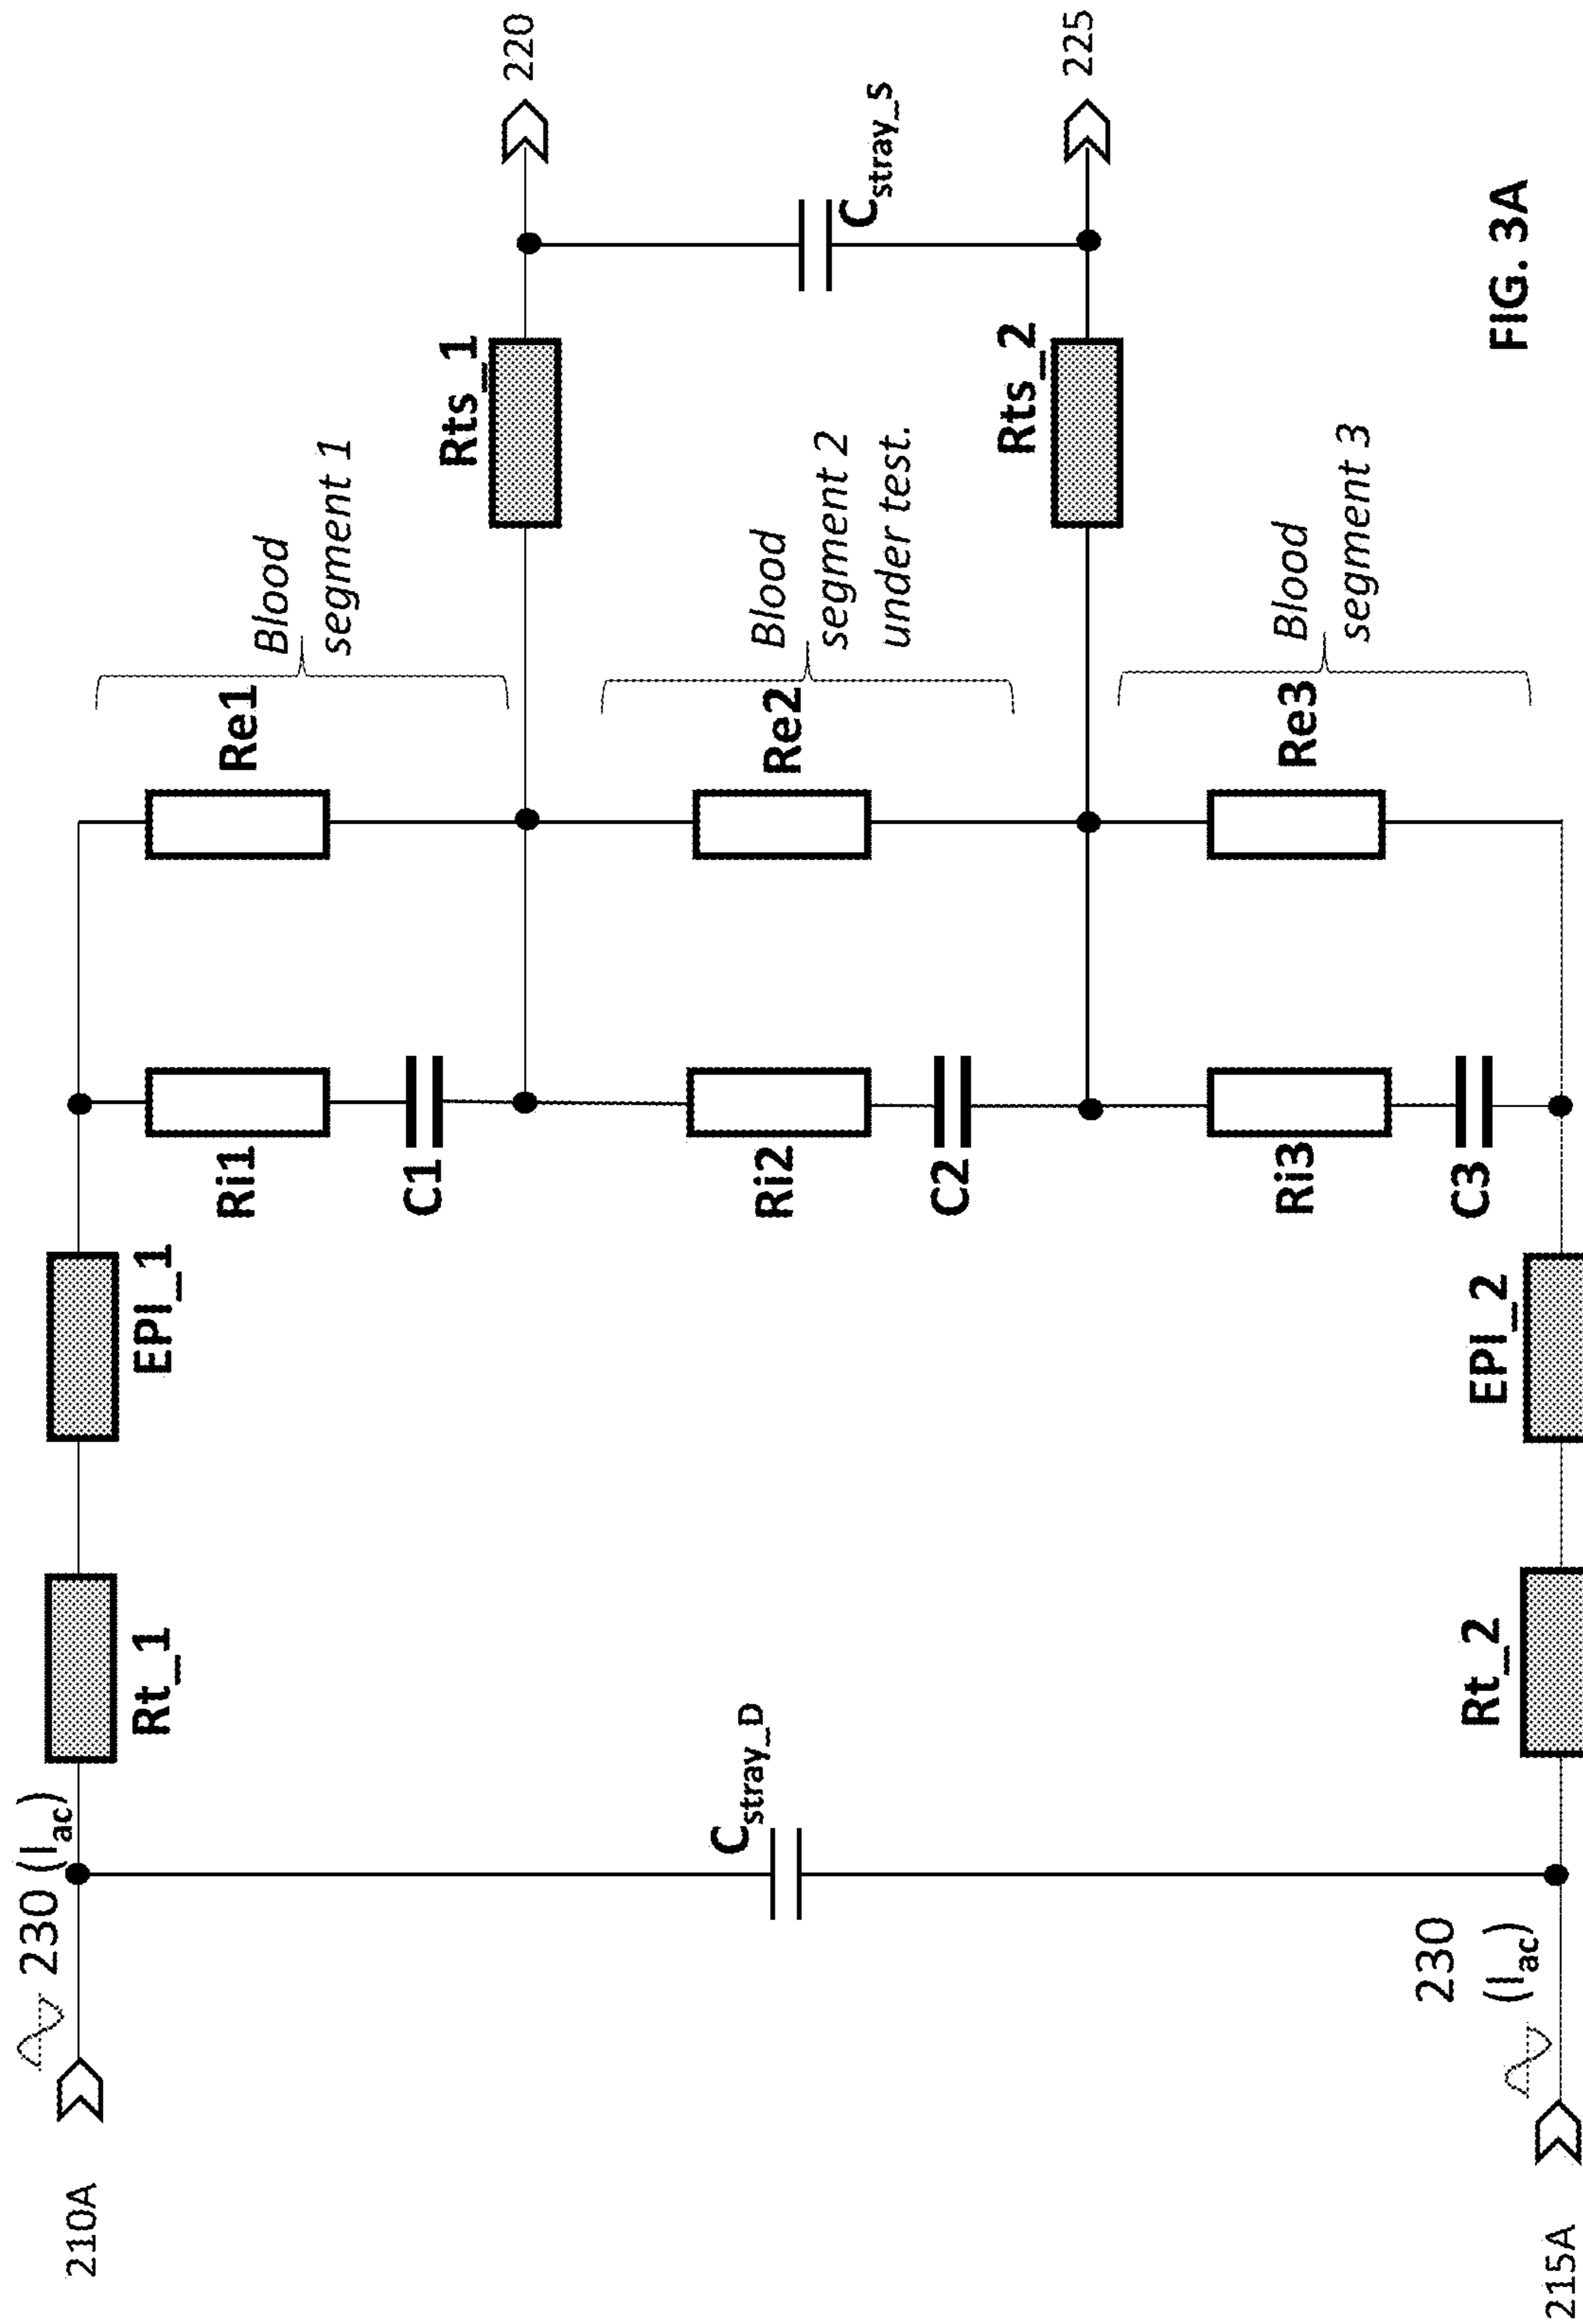 210A
230 (Iac)
Rt_1
EPI_1
Ri1
C1
Re1
Blood
segment 1
Rts_1
220
Cstray_D
Ri2
C2
Re2
Blood
segment 2
under test.
Cstray_S
Rts_2
225
Ri3
C3
Re3
Blood
segment 3
215A
230
(Iac)
Rt_2
EPI_2
FIG. 3A